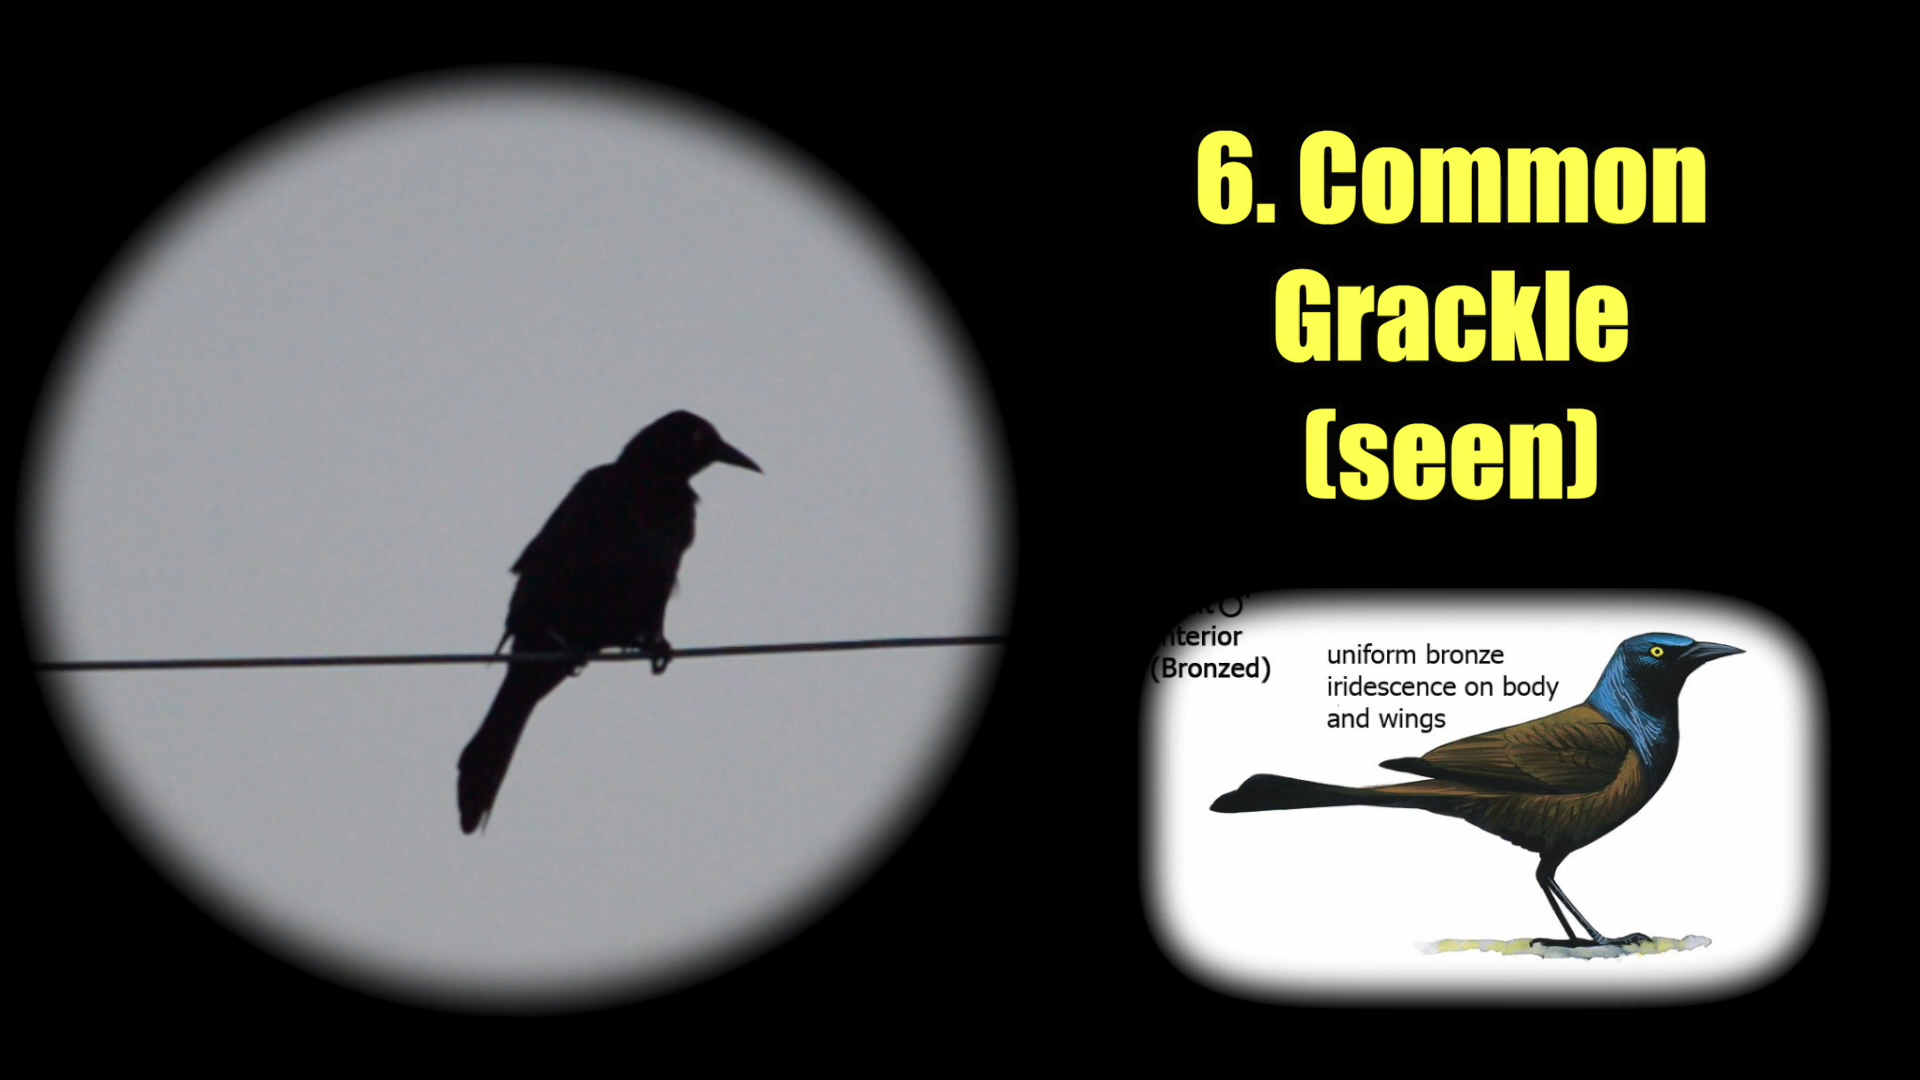 6. Common
Grackle
(seen)
(Bronzed)
uniform bronze
iridescence on body
and wings